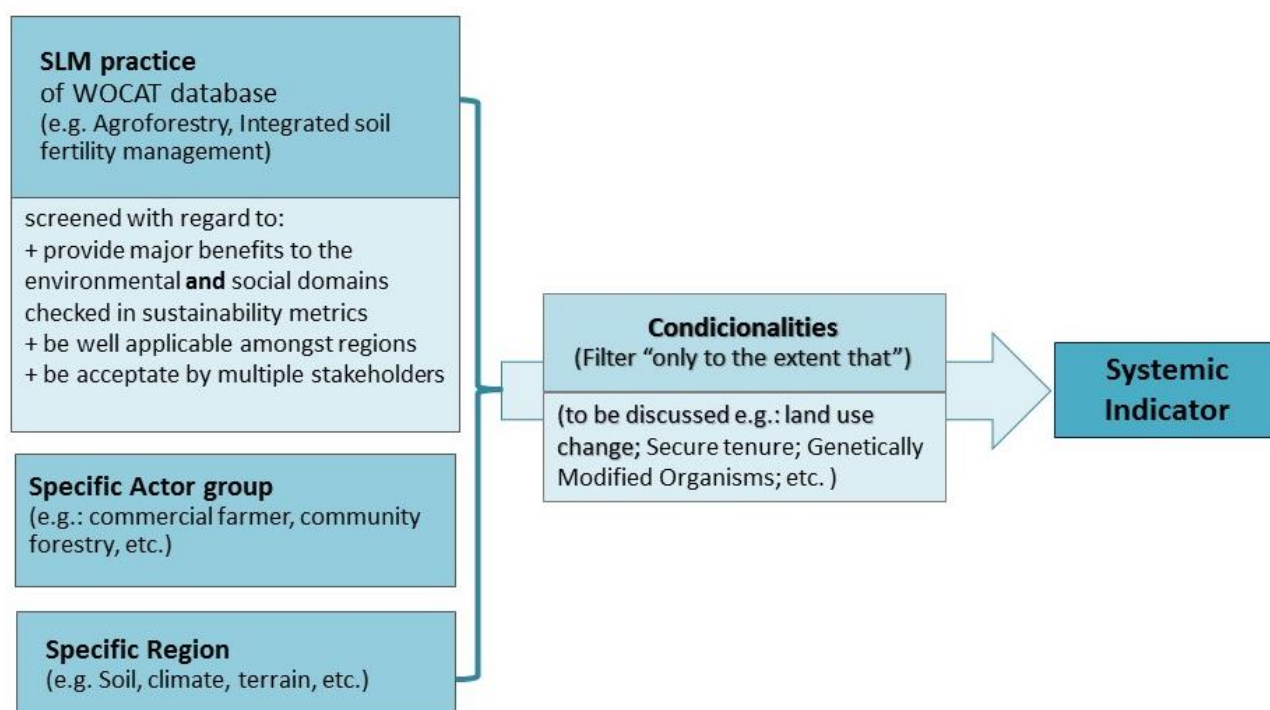 SLM practice
of WOCAT database
(e.g. Agroforestry, Integrated soil
fertility management)
screened with regard to:
+ provide major benefits to the
environmental and social domains
checked in sustainability metrics
+ be well applicable amongst regions
+ be acceptate by multiple stakeholders
Specific Actor group
(e.g.: commercial farmer, community
forestry, etc.)
Specific Region
(e.g. Soil, climate, terrain, etc.)
Condicionalities
(Filter “only to the extent that”)
(to be discussed e.g.: land use
change; Secure tenure; Genetically
Modified Organisms; etc. )
Systemic
Indicator